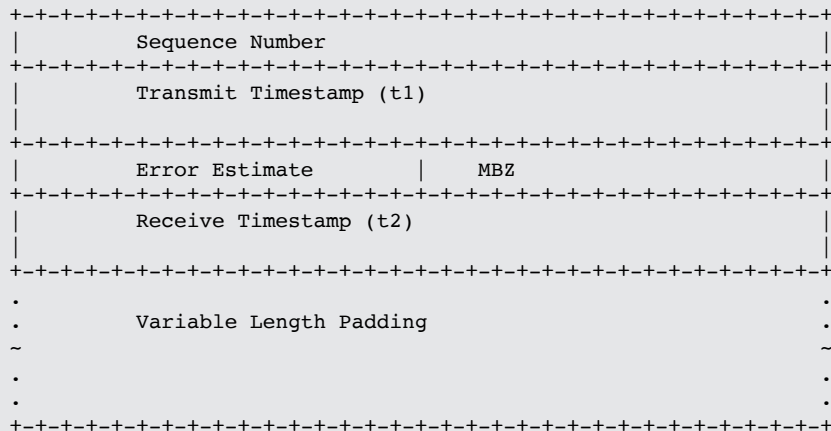 +-+-+-+-+-+-+-+-+-+-+-+-+-+-+-+-+-+-+-+-+-+-+-+-+-+-+-+-+-+-+-+-+
| Sequence Number |
+-+-+-+-+-+-+-+-+-+-+-+-+-+-+-+-+-+-+-+-+-+-+-+-+-+-+-+-+-+-+-+-+
| Transmit Timestamp (t1) |
| |
+-+-+-+-+-+-+-+-+-+-+-+-+-+-+-+-+-+-+-+-+-+-+-+-+-+-+-+-+-+-+-+-+
| Error Estimate | MBZ |
+-+-+-+-+-+-+-+-+-+-+-+-+-+-+-+-+-+-+-+-+-+-+-+-+-+-+-+-+-+-+-+-+
| Receive Timestamp (t2) |
| |
+-+-+-+-+-+-+-+-+-+-+-+-+-+-+-+-+-+-+-+-+-+-+-+-+-+-+-+-+-+-+-+-+
. .
. Variable Length Padding .
~ ~
. .
. .
+-+-+-+-+-+-+-+-+-+-+-+-+-+-+-+-+-+-+-+-+-+-+-+-+-+-+-+-+-+-+-+-+